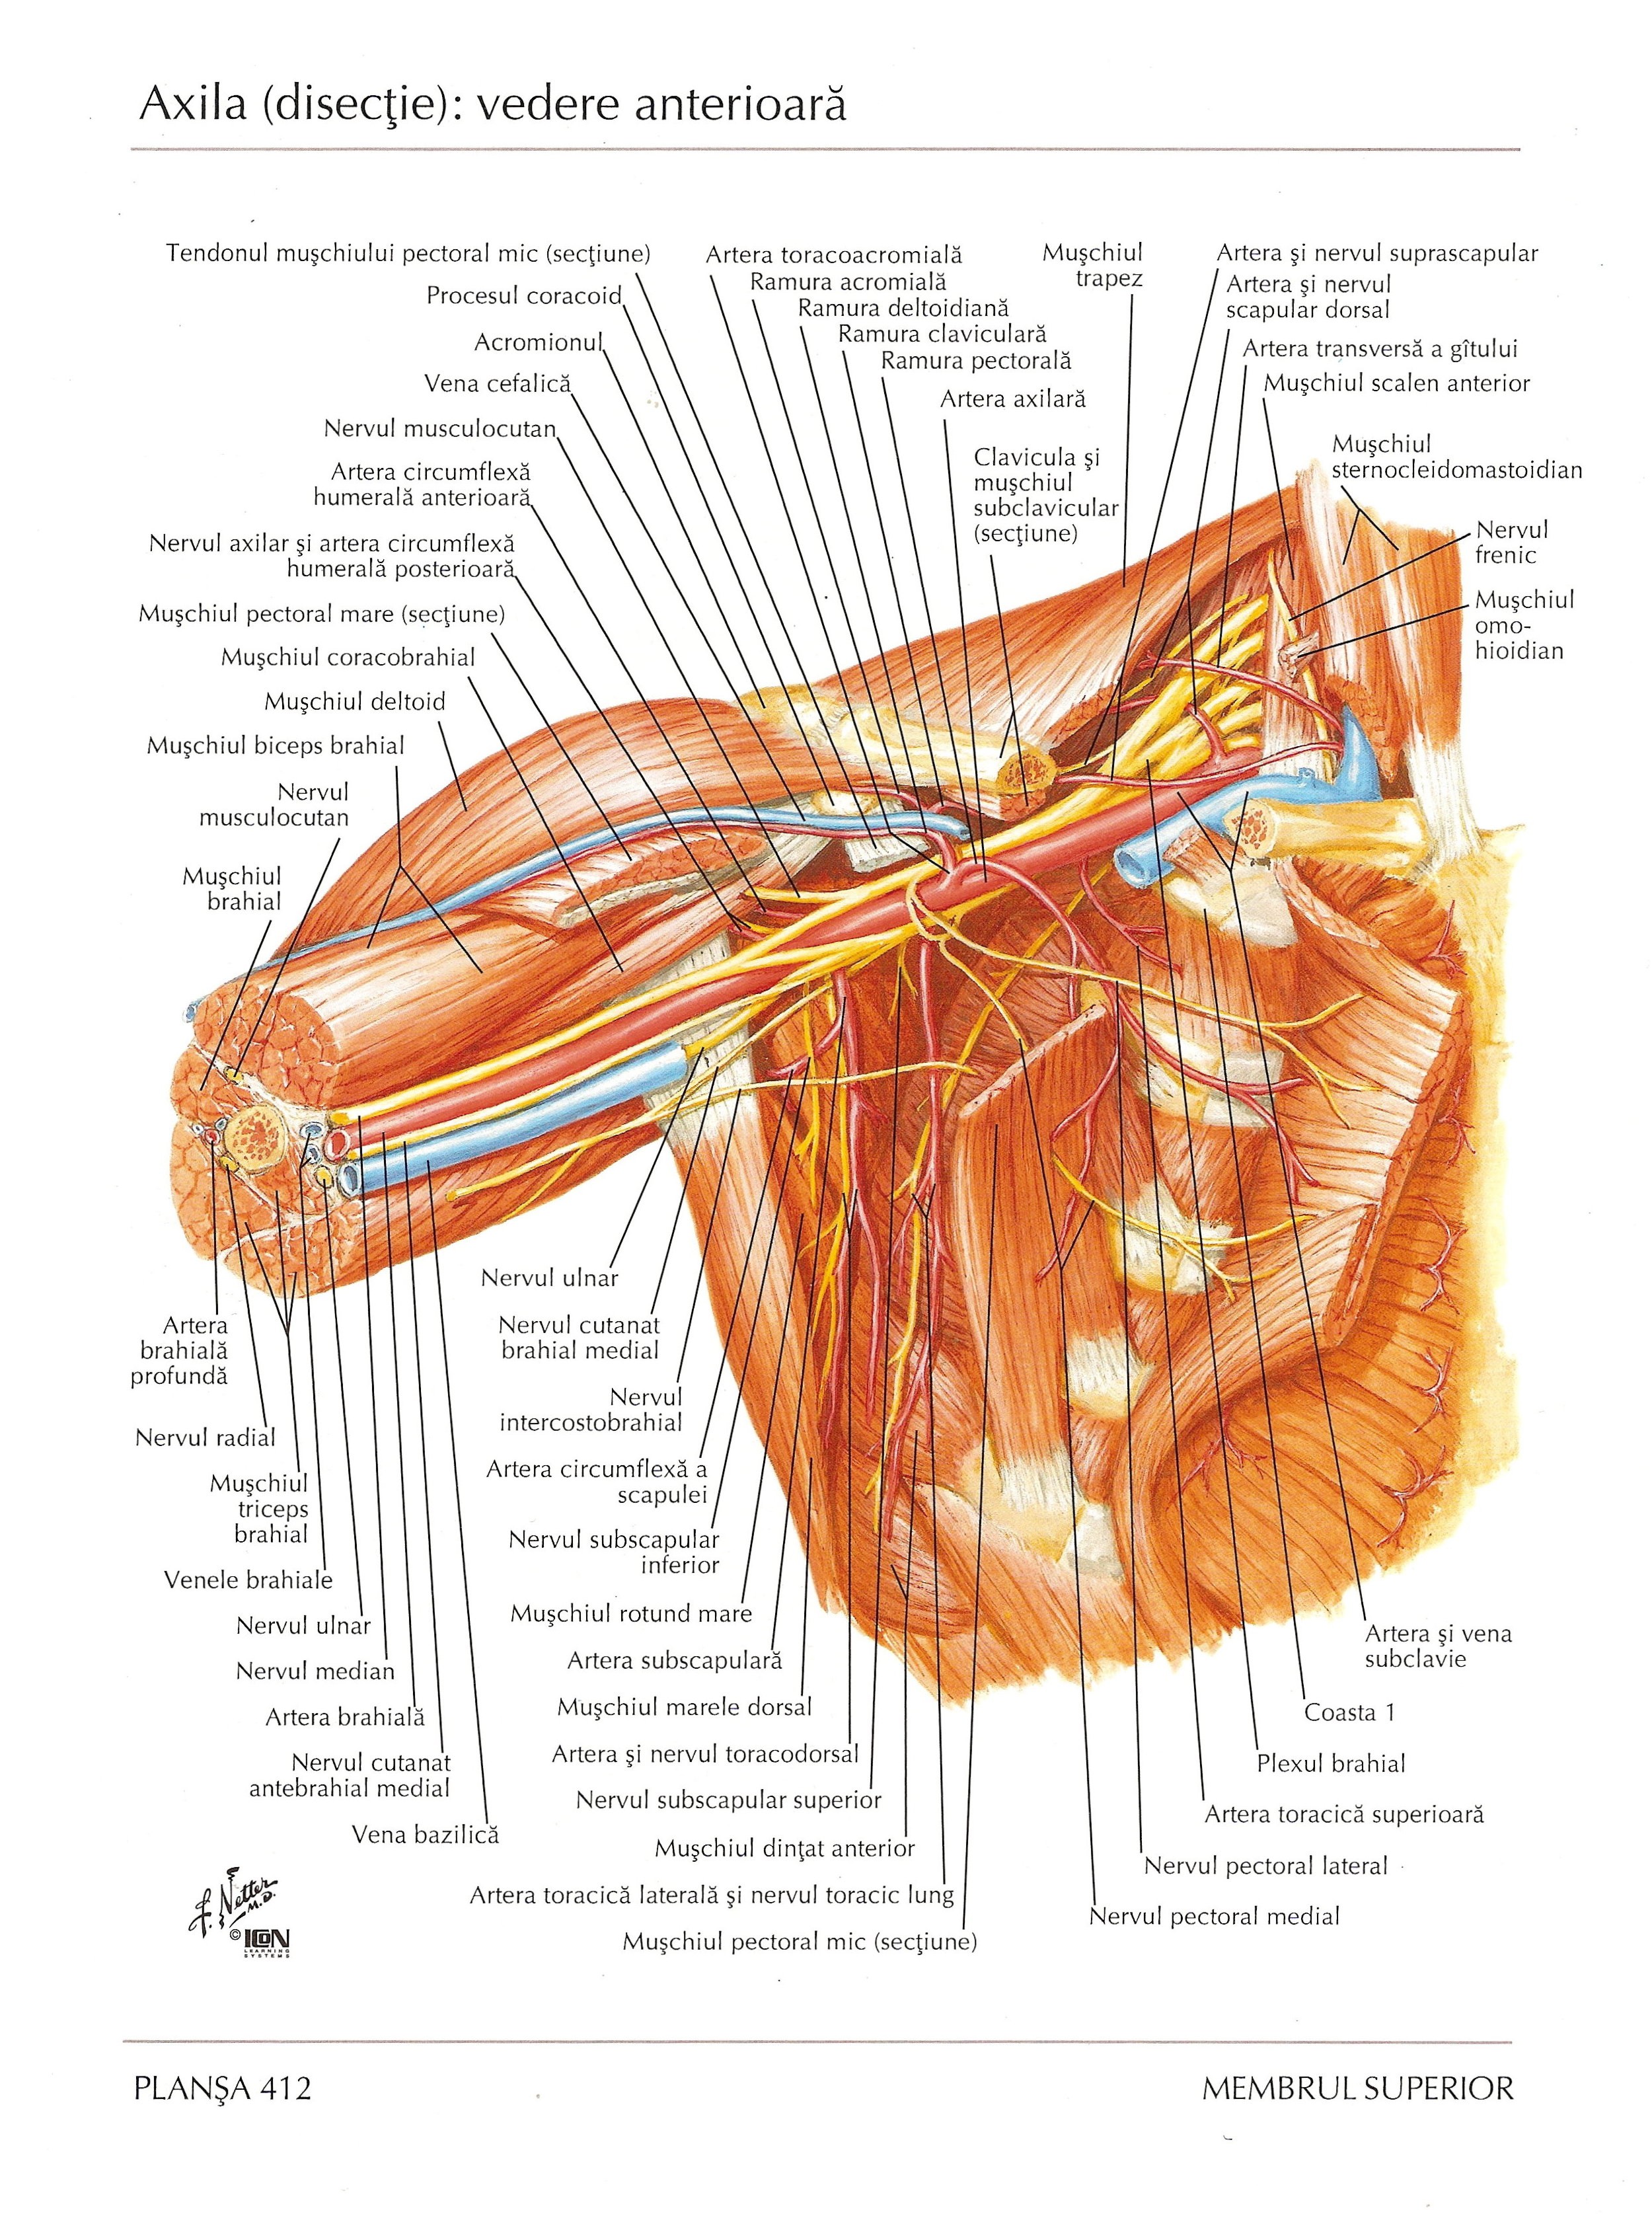 Axila (disecţie): vedere anterioară
Tendonul muşchiului pectoral mic (secţiune)
Procesul coracoid
Acromionul
Vena cefalică
Nervul musculocutan
Artera circumflexă
humerală anterioară
Nervul axilar şi artera circumflexă
humerală posterioară
Muşchiul pectoral mare (secţiune)
Muşchiul coracobrahial
Muşchiul deltoid
Muşchiul biceps brahial
Nervul
musculocutan
Muşchiul
brahial
Artera toracoacromială
Ramura acromială
Ramura deltoidiană
Ramura claviculară
Ramura pectorală
Artera axilară
Clavicula şi
muşchiul
subclavicular
(secţiune)
Muşchiul
trapez
Artera şi nervul suprascapular
Artera şi nervul
scapular dorsal
Artera transversă a gîtului
Muşchiul scalen anterior
Muşchiul
sternocleidomastoidian
Nervul
frenic
Muşchiul
omo-
hioidian
Artera
brahială
profundă
Nervul radial
Muşchiul
triceps
brahial
Venele brahiale
Nervul ulnar
Nervul median
Artera brahială
Nervul cutanat
antebrahial medial
Vena bazilică
Nervul ulnar
Nervul cutanat
brahial medial
Nervul
intercostobrahial
Artera circumflexă a
scapulei
Nervul subscapular
inferior
Muşchiul rotund mare
Artera subscapulară
Muşchiul marele dorsal
Artera şi nervul toracodorsal
Nervul subscapular superior
Muşchiul dinţat anterior
Artera toracică laterală şi nervul toracic lung
Muşchiul pectoral mic (secţiune)
Artera şi vena
subclavie
Coasta 1
Plexul brahial
Artera toracică superioară
Nervul pectoral lateral
Nervul pectoral medial
F. Netter
M.D.
© ICON
LEARNING
SYSTEMS
PLANŞA 412
MEMBRUL SUPERIOR